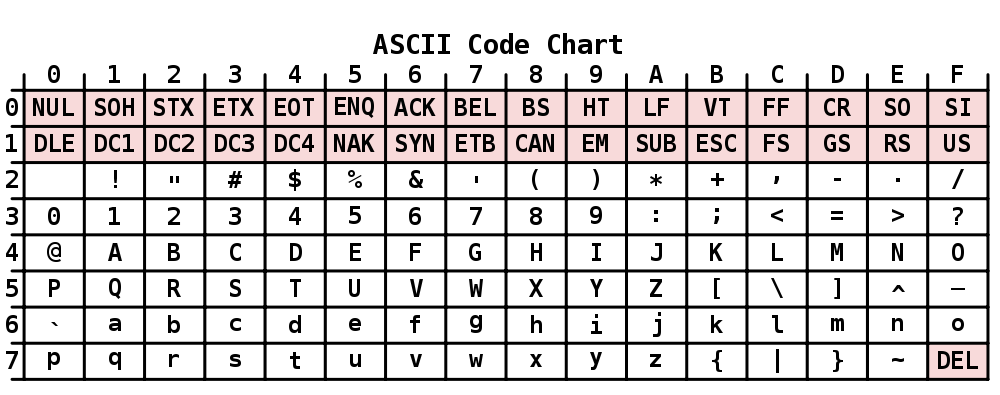 ASCII Code Chart
0 1 2 3 4 5 6 7 8 9 A B C D E F
0 NUL SOH STX ETX EOT ENQ ACK BEL BS HT LF VT FF CR SO SI
1 DLE DC1 DC2 DC3 DC4 NAK SYN ETB CAN EM SUB ESC FS GS RS US
2 ! " # $ % & ' ( ) * + , - . /
3 0 1 2 3 4 5 6 7 8 9 : ; < = > ?
4 @ A B C D E F G H I J K L M N O
5 P Q R S T U V W X Y Z [ \ ] ^ _
6 ` a b c d e f g h i j k l m n o
7 p q r s t u v w x y z { | } ~ DEL